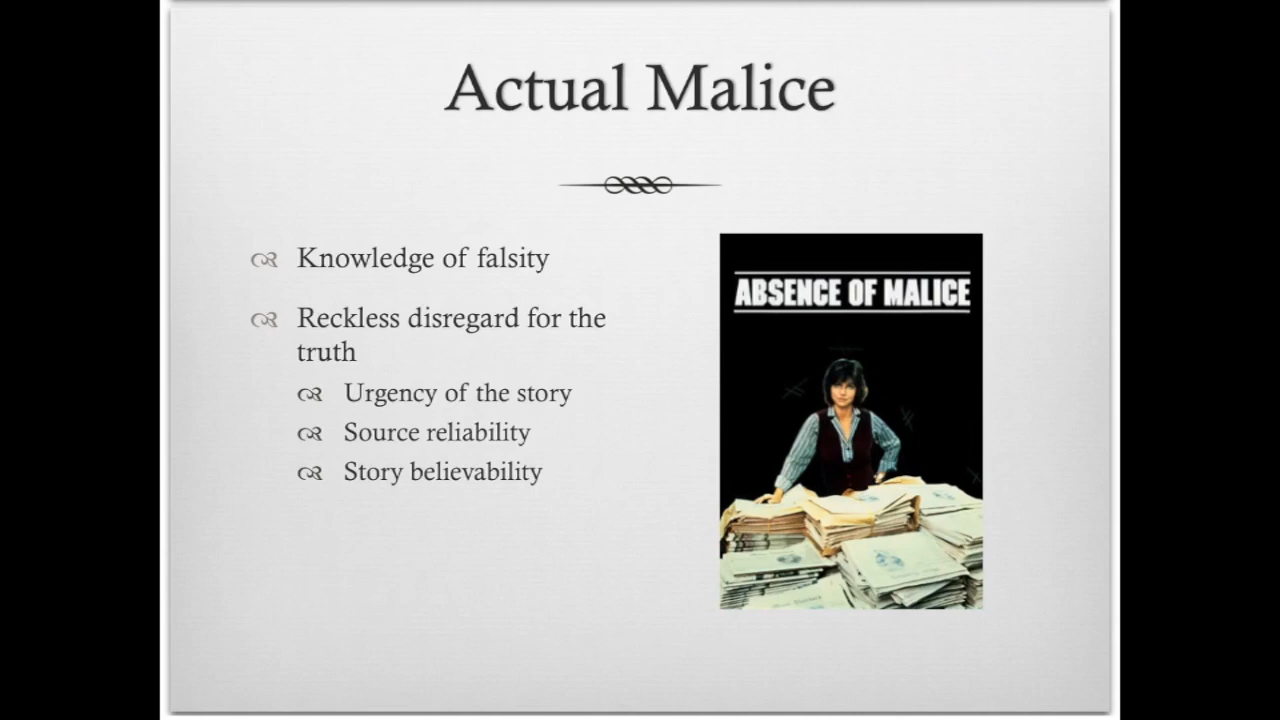 Actual Malice
Knowledge of falsity
Reckless disregard for the
truth
Urgency of the story
Source reliability
Story believability
ABSENCE OF MALICE